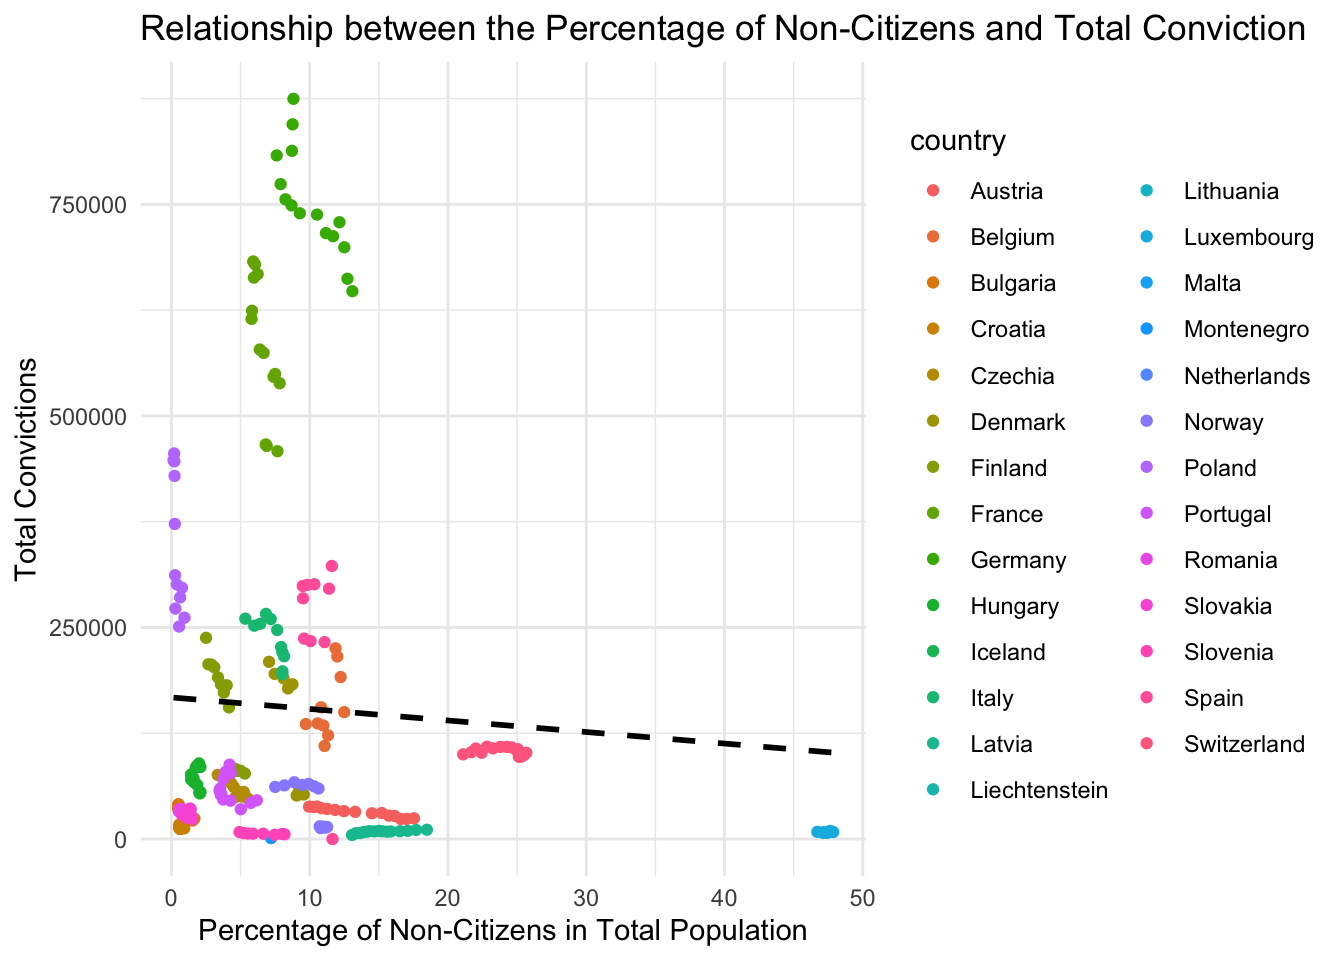 Relationship between the Percentage of Non-Citizens and Total Conviction
country
Austria
Belgium
Bulgaria
Croatia
Czechia
Denmark
Finland
France
Germany
Hungary
Iceland
Italy
Latvia
Liechtenstein
Lithuania
Luxembourg
Malta
Montenegro
Netherlands
Norway
Poland
Portugal
Romania
Slovakia
Slovenia
Spain
Switzerland
Total Convictions
750000
500000
250000
0
0 10 20 30 40 50
Percentage of Non-Citizens in Total Population